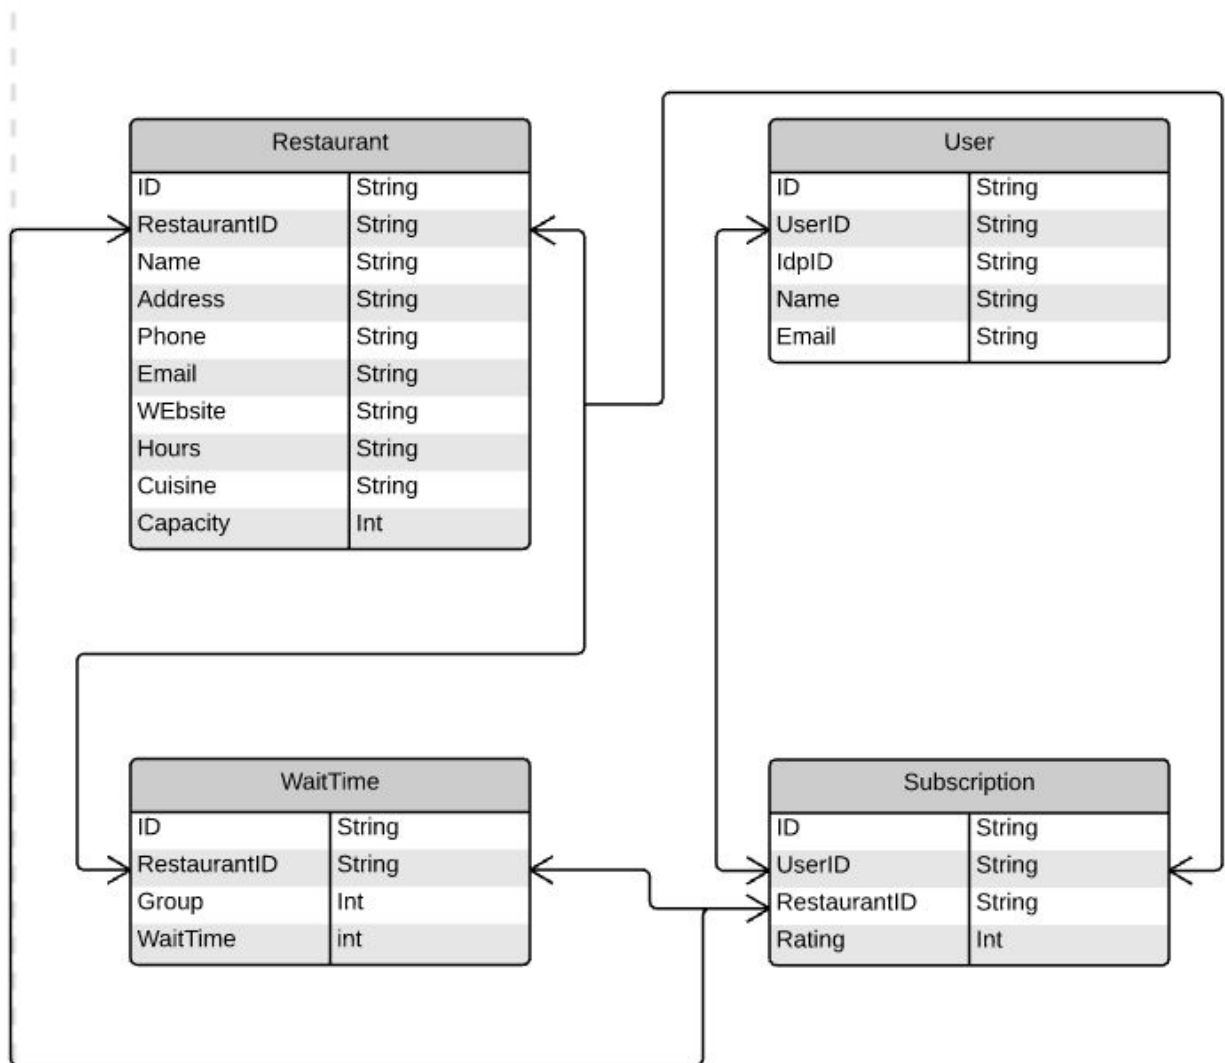 Restaurant
ID String
RestaurantID String
Name String
Address String
Phone String
Email String
WEbsite String
Hours String
Cuisine String
Capacity Int
User
ID String
UserID String
IdpID String
Name String
Email String
WaitTime
ID String
RestaurantID String
Group Int
WaitTime int
Subscription
ID String
UserID String
RestaurantID String
Rating Int